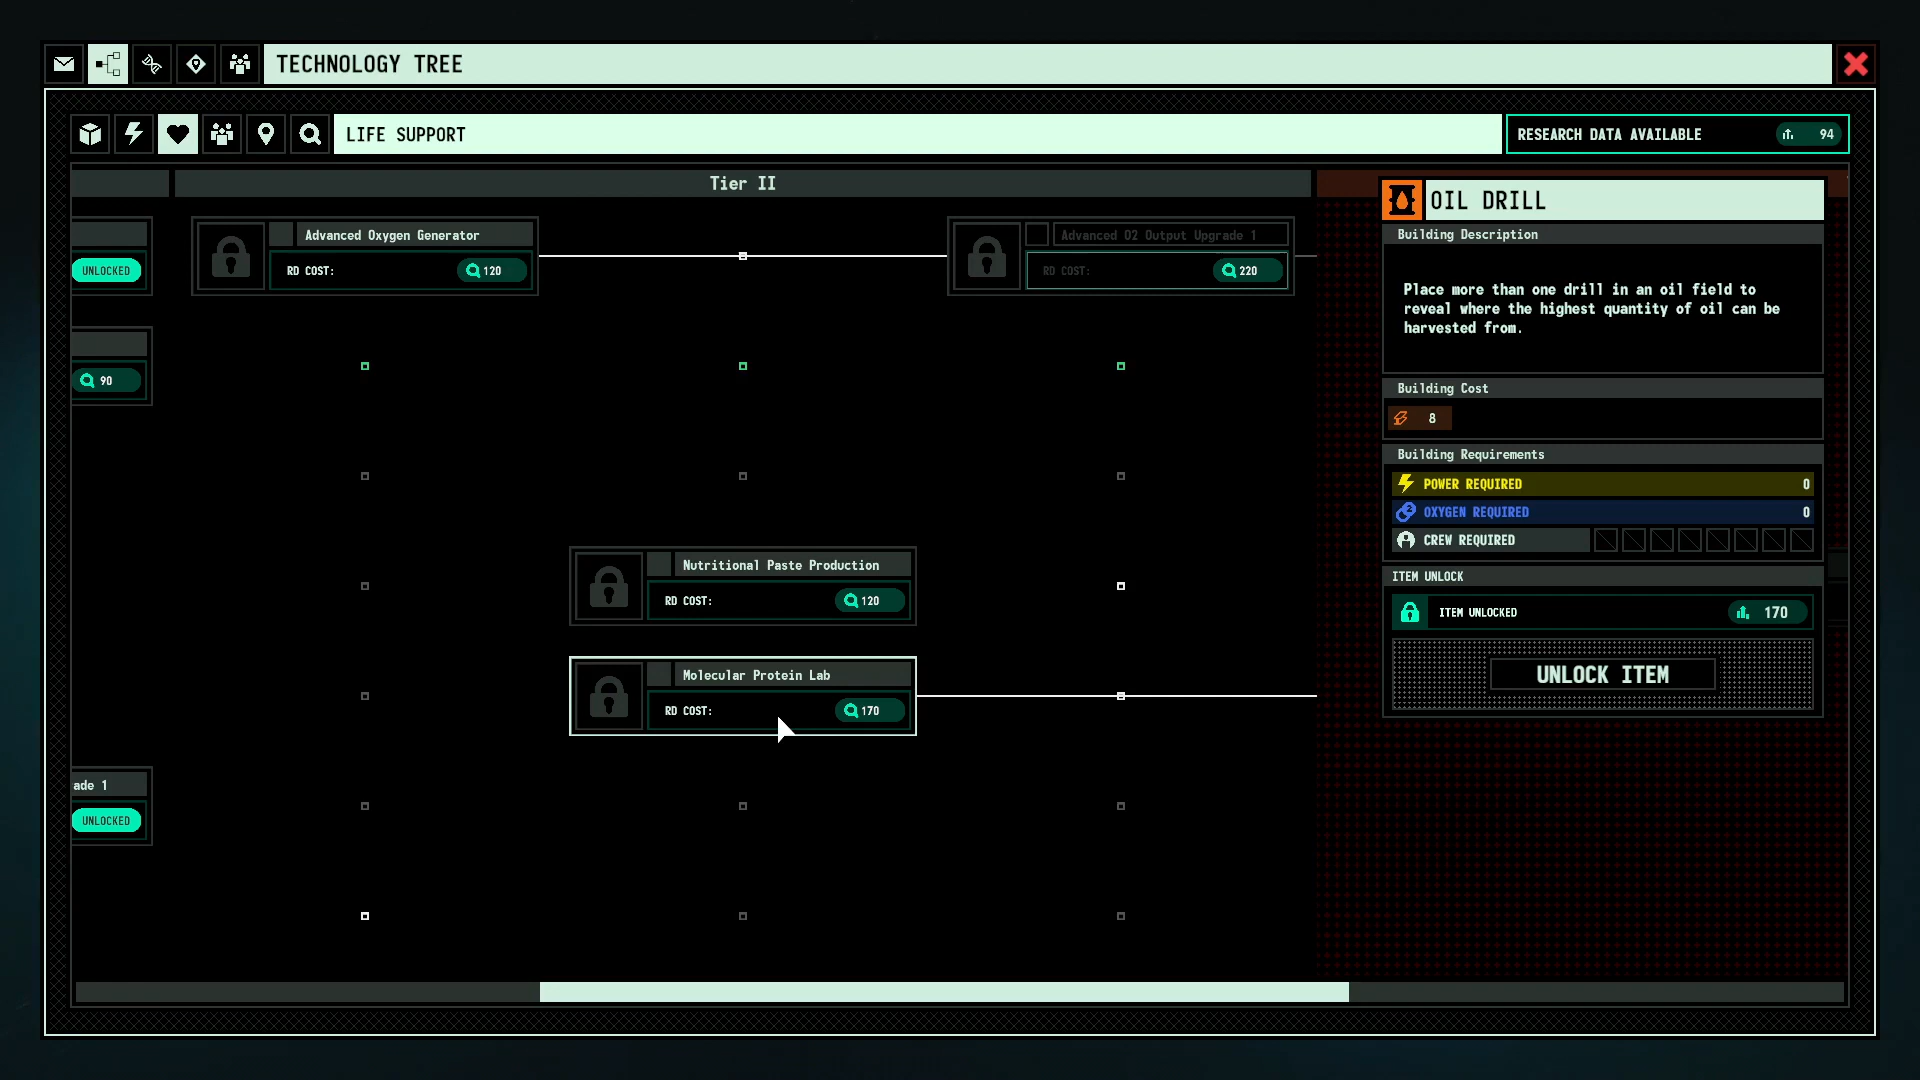 TECHNOLOGY TREE
LIFE SUPPORT
RESEARCH DATA AVAILABLE 94
Tier II
Advanced Oxygen Generator
RD COST: 120
Advanced O2 Output Upgrade 1
RD COST: 220
UNLOCKED
90
Nutritional Paste Production
RD COST: 120
Molecular Protein Lab
RD COST: 170
ade 1
UNLOCKED
OIL DRILL
Building Description
Place more than one drill in an oil field to
reveal where the highest quantity of oil can be
harvested from.
Building Cost
8
Building Requirements
POWER REQUIRED 0
OXYGEN REQUIRED 0
CREW REQUIRED
ITEM UNLOCK
ITEM UNLOCKED 170
UNLOCK ITEM